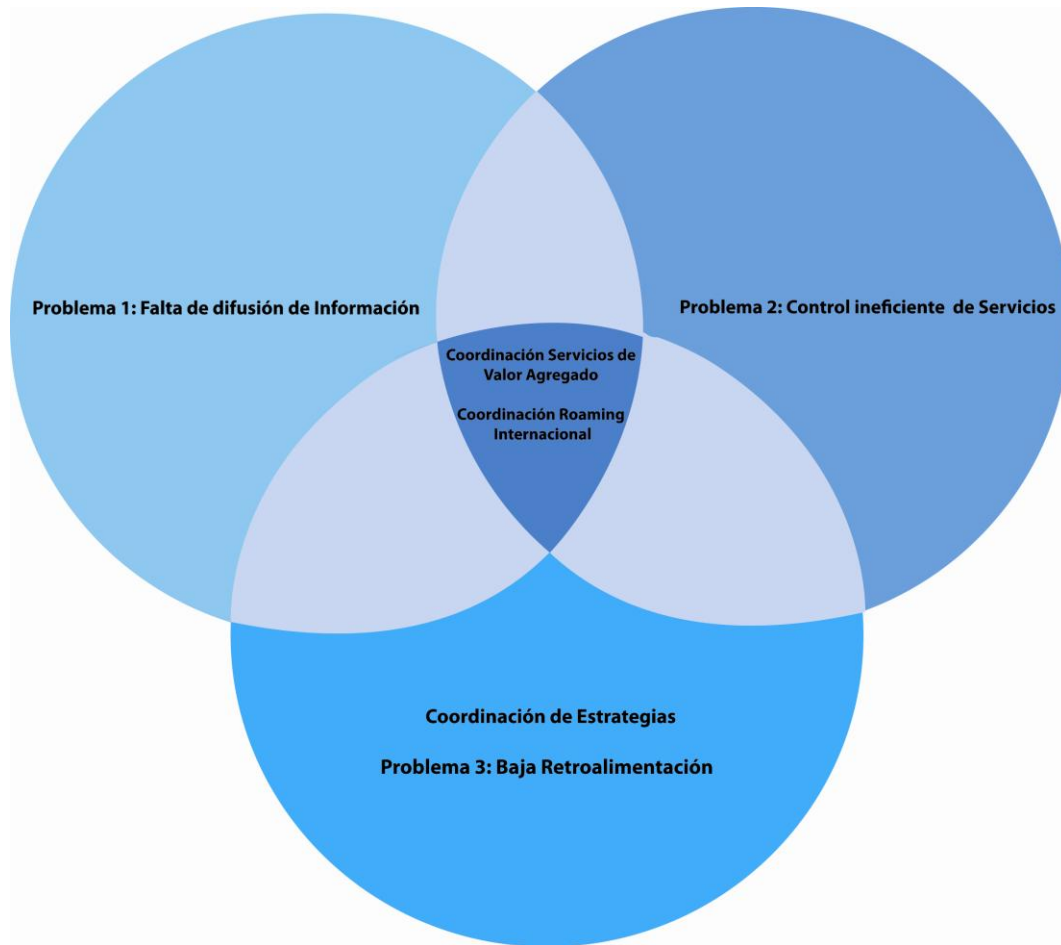 Problema 1: Falta de difusión de Información
Problema 2: Control ineficiente de Servicios
Coordinación Servicios de
Valor Agregado
Coordinación Roaming
Internacional
Coordinación de Estrategias
Problema 3: Baja Retroalimentación